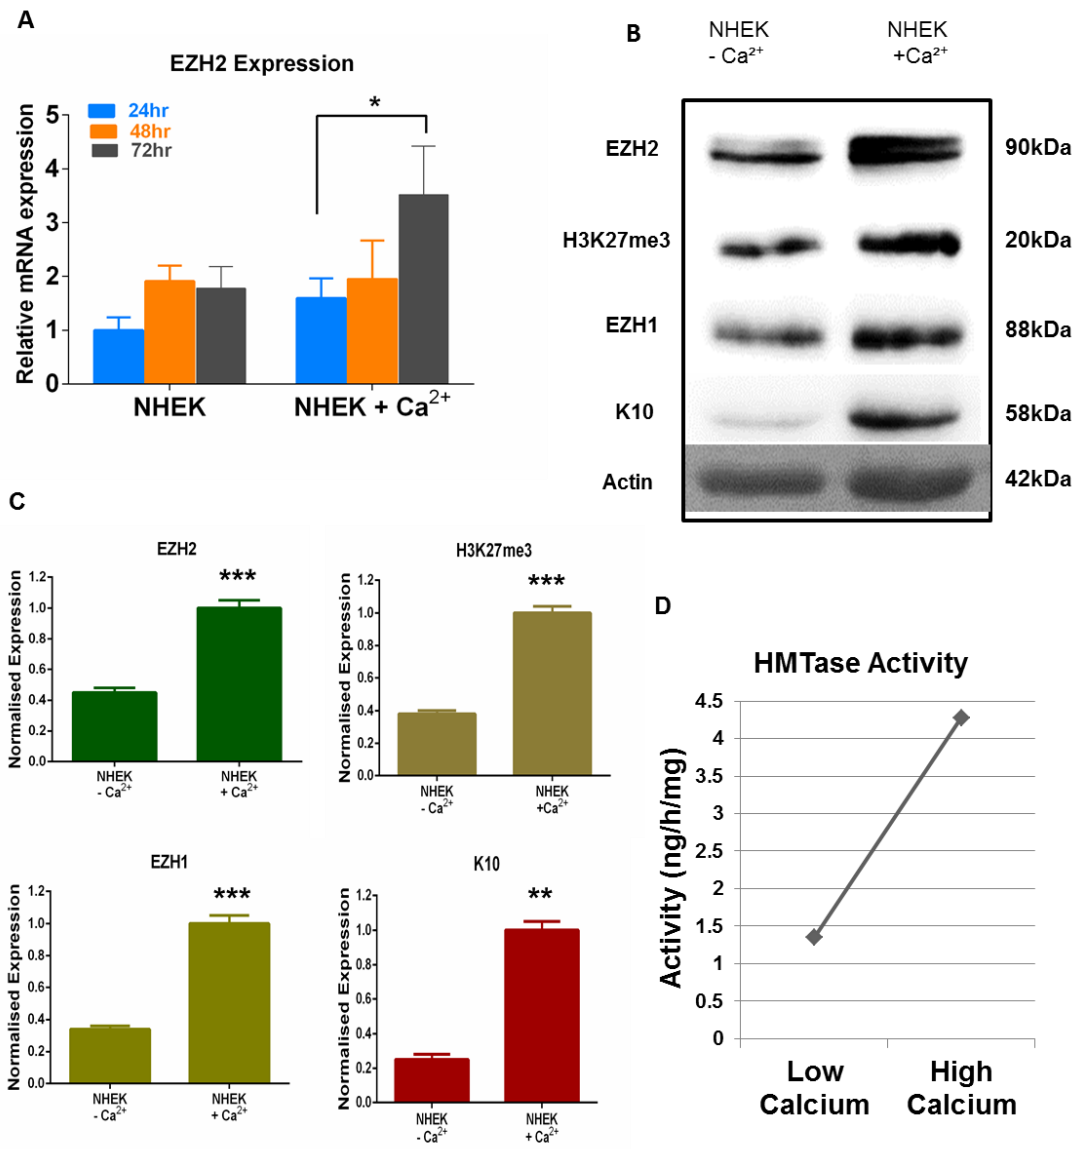 A
EZH2 Expression
24hr
48hr
72hr
*
Relative mRNA expression
5
4
3
2
1
0
NHEK
NHEK + Ca²⁺
B
NHEK
- Ca²⁺
NHEK
+Ca²⁺
EZH2
90kDa
H3K27me3
20kDa
EZH1
88kDa
K10
58kDa
Actin
42kDa
C
EZH2
***
Normalised Expression
1.2
1.0
0.8
0.6
0.4
0.2
0.0
NHEK
- Ca²⁺
NHEK
+ Ca²⁺
H3K27me3
***
Normalised Expression
1.2
1.0
0.8
0.6
0.4
0.2
0.0
NHEK
- Ca²⁺
NHEK
+Ca²⁺
EZH1
***
Normalised Expression
1.2
1.0
0.8
0.6
0.4
0.2
0.0
NHEK
- Ca²⁺
NHEK
+ Ca²⁺
K10
**
Normalised Expression
1.2
1.0
0.8
0.6
0.4
0.2
0.0
NHEK
- Ca²⁺
NHEK
+ Ca²⁺
D
HMTase Activity
Activity (ng/h/mg)
4.5
4
3.5
3
2.5
2
1.5
1
0.5
0
Low
Calcium
High
Calcium